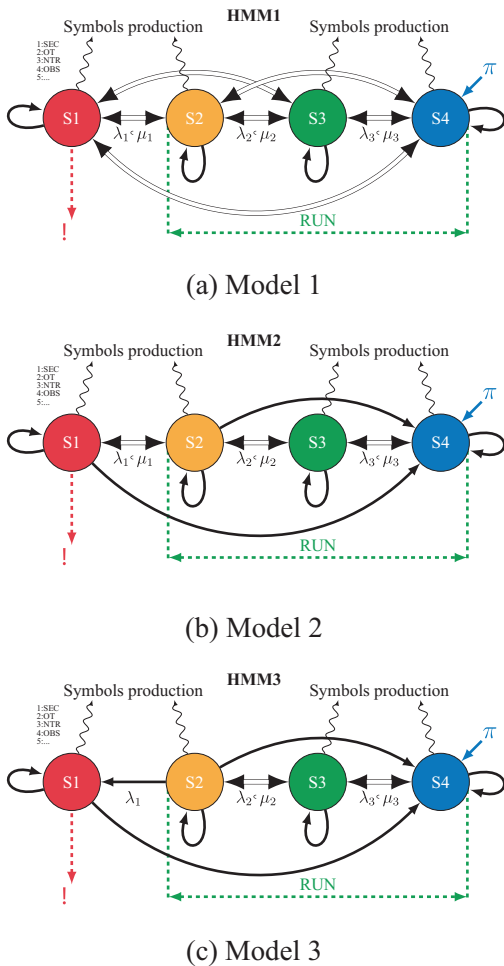 Symbols production HMM1 Symbols production
1:SEC
2:OT
3:NTR
4:OBS
5:...
π
S1 S2 S3 S4
λ1 μ1 λ2 μ2 λ3 μ3
! RUN
(a) Model 1
HMM2
Symbols production Symbols production
1:SEC
2:OT
3:NTR
4:OBS
5:...
π
S1 S2 S3 S4
λ1 μ1 λ2 μ2 λ3 μ3
! RUN
(b) Model 2
HMM3
Symbols production Symbols production
1:SEC
2:OT
3:NTR
4:OBS
5:...
π
S1 S2 S3 S4
λ1 λ2 μ2 λ3 μ3
! RUN
(c) Model 3